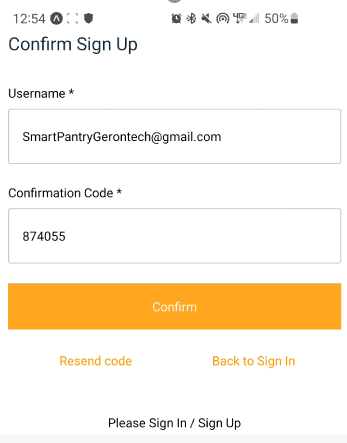 12:54 4G 50%
Confirm Sign Up
Username *
SmartPantryGerontech@gmail.com
Confirmation Code *
874055
Confirm
Resend code Back to Sign In
Please Sign In / Sign Up